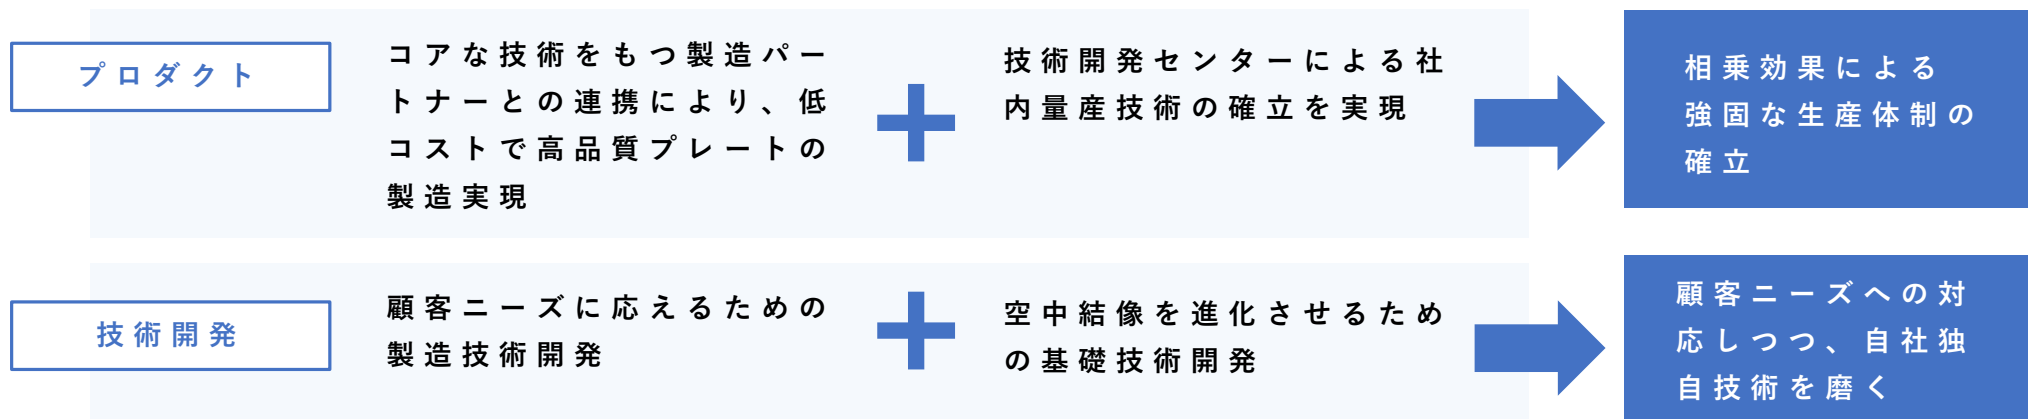 プロダクト
コアな技術をもつ製造パー
トナーとの連携により、低
コストで高品質プレートの
製造実現
技術開発センターによる社
内量産技術の確立を実現
相乗効果による
強固な生産体制の
確立
技術開発
顧客ニーズに応えるための
製造技術開発
空中結像を進化させるため
の基礎技術開発
顧客ニーズへの対
応しつつ、自社独
自技術を磨く